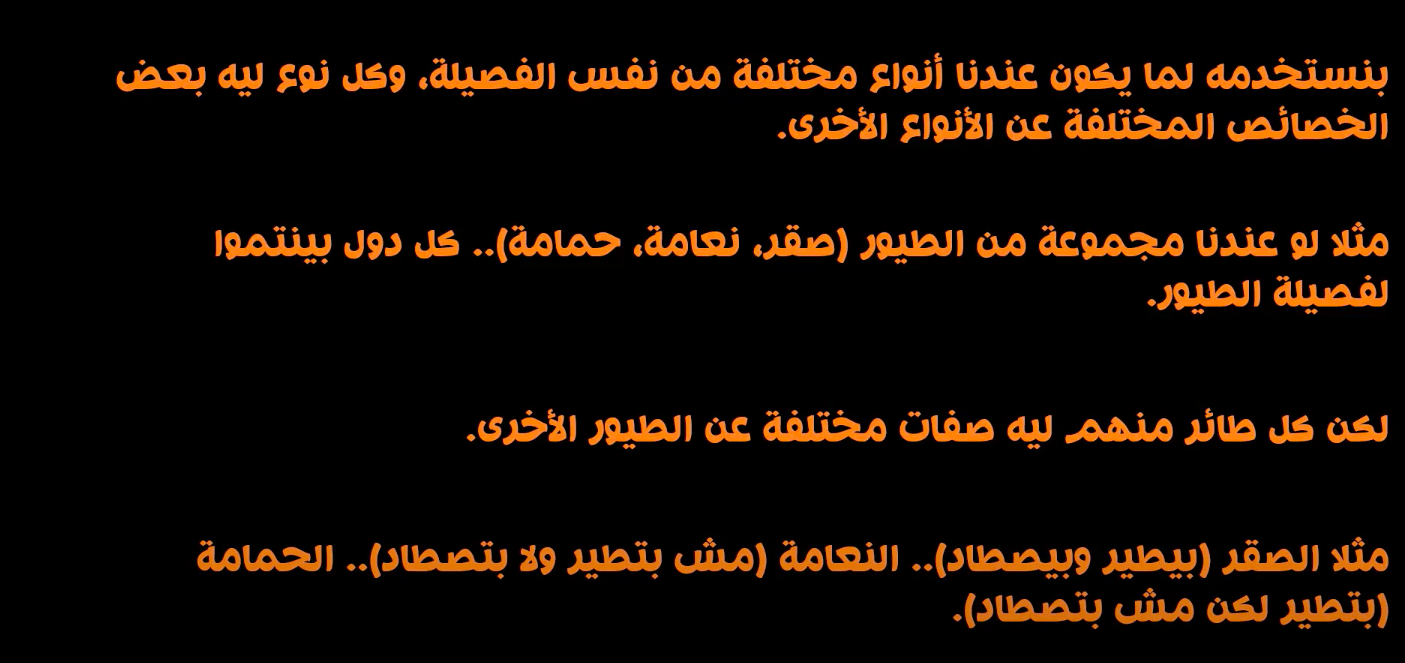 بنستخدمه لما يكون عندنا أنواع مختلفة من نفس الفصيلة، وكل نوع ليه بعض
الخصائص المختلفة عن الأنواع الأخرى.
مثلا لو عندنا مجموعة من الطيور (صقر، نعامة، حمامة).. كل دول بينتموا
لفصيلة الطيور.
لكن كل طائر منهم ليه صفات مختلفة عن الطيور الأخرى.
مثلا الصقر (بيطير وبيصطاد).. النعامة (مش بتطير ولا بتصطاد).. الحمامة
(بتطير لكن مش بتصطاد).